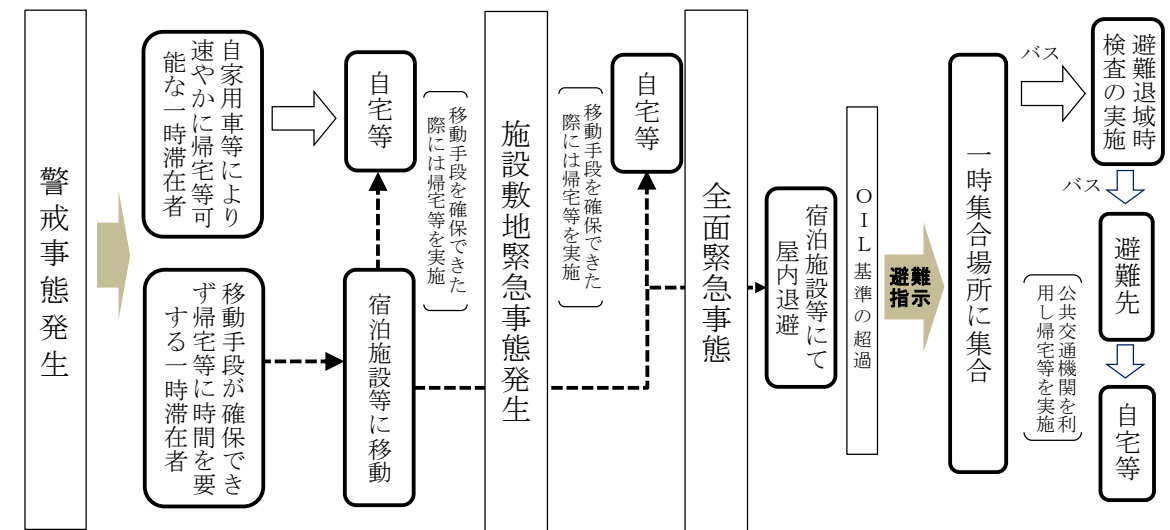 警戒事態発生
自家用車等により
速やかに帰宅等可
能な一時滞在者
移動手段が確保でき
ず帰宅等に時間を要
する一時滞在者
自宅等
宿泊施設等に移動
移動手段を確保できた
際には帰宅等を実施
施設敷地緊急事態発生
移動手段を確保できた
際には帰宅等を実施
自宅等
全面緊急事態
宿泊施設等にて
屋内退避
OIL基準の超過
避難
指示
一時集合場所に集合
バス
避難退域時
検査の実施
バス
避難先
公共交通機関を利
用し帰宅等を実施
自宅等